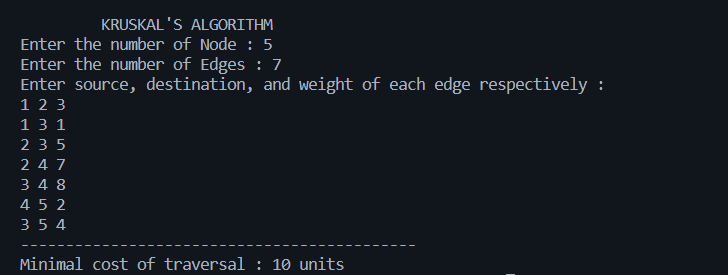 KRUSKAL'S ALGORITHM
Enter the number of Node : 5
Enter the number of Edges : 7
Enter source, destination, and weight of each edge respectively :
1 2 3
1 3 1
2 3 5
2 4 7
3 4 8
4 5 2
3 5 4
--------------------------------------------
Minimal cost of traversal : 10 units